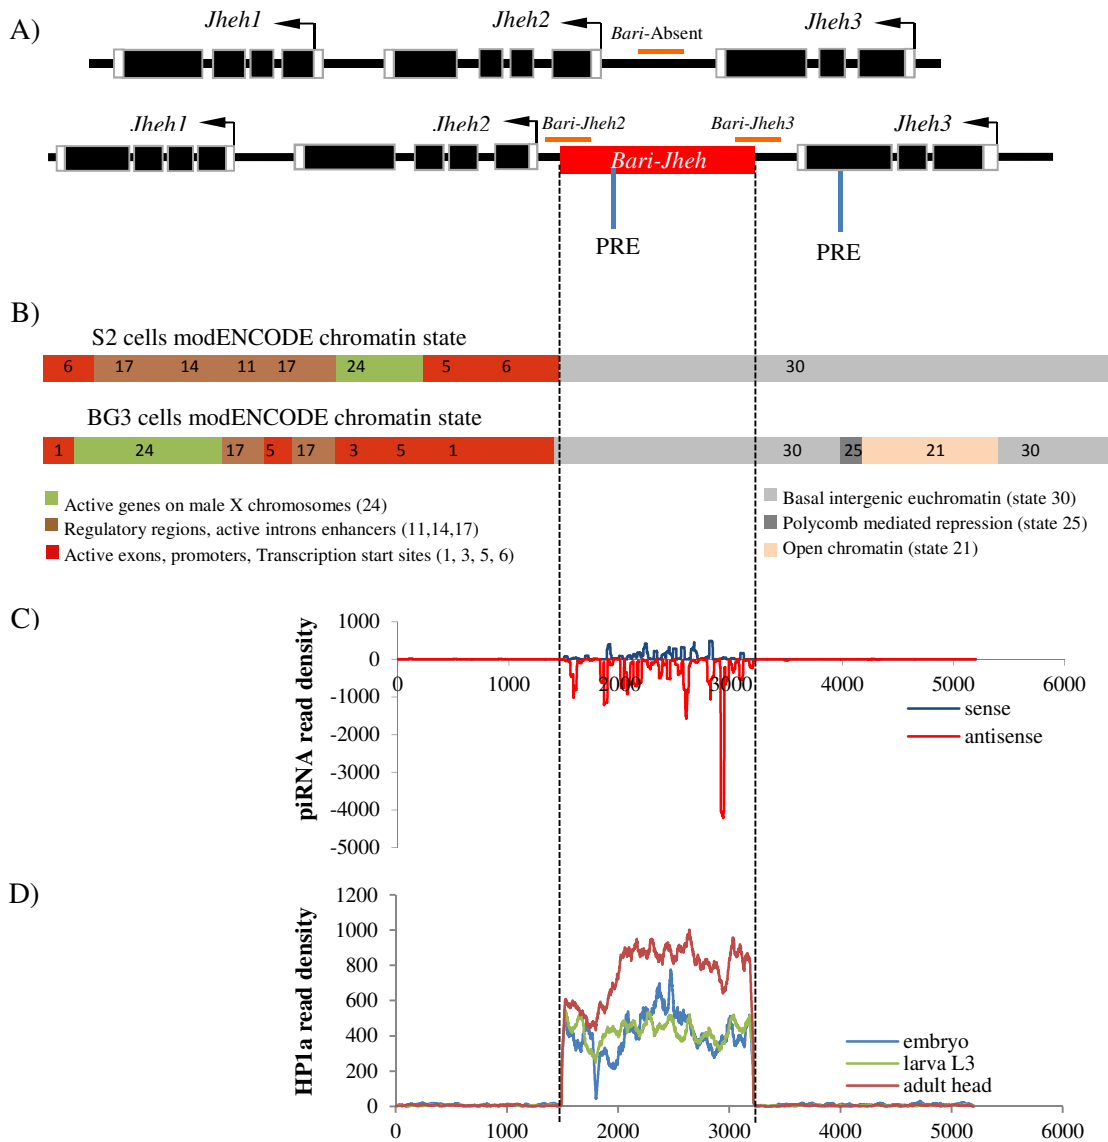 A)
Jheh1
Jheh2
Bari-Absent
Jheh3
Jheh1
Jheh2
Bari-Jheh2
Bari-Jheh3
Jheh3
Bari-Jheh
PRE
PRE
B)
S2 cells modENCODE chromatin state
6 17 14 11 17 24 5 6 30
BG3 cells modENCODE chromatin state
1 24 17 5 17 3 5 1 30 25 21 30
Active genes on male X chromosomes (24)
Regulatory regions, active introns enhancers (11,14,17)
Active exons, promoters, Transcription start sites (1, 3, 5, 6)
Basal intergenic euchromatin (state 30)
Polycomb mediated repression (state 25)
Open chromatin (state 21)
C)
piRNA read density
1000
0
-1000
-2000
-3000
-4000
-5000
0 1000 2000 3000 4000 5000 6000
sense
antisense
D)
HP1a read density
1200
1000
800
600
400
200
0
0 1000 2000 3000 4000 5000 6000
embryo
larva L3
adult head